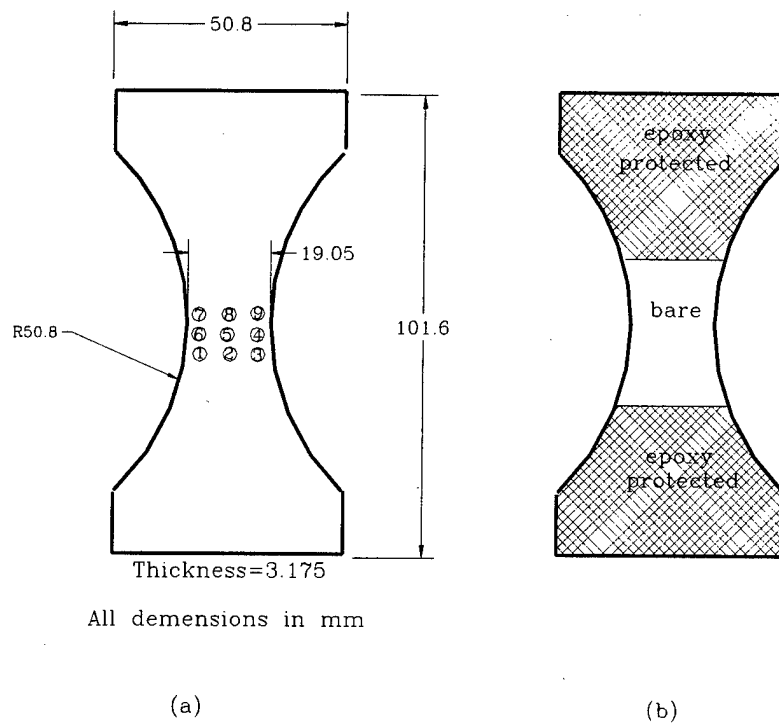 50.8
epoxy
protected
19.05
7 8 9
bare
R50.8
6 5 4
101.6
1 2 3
epoxy
protected
Thickness=3.175
All demensions in mm
(a)
(b)